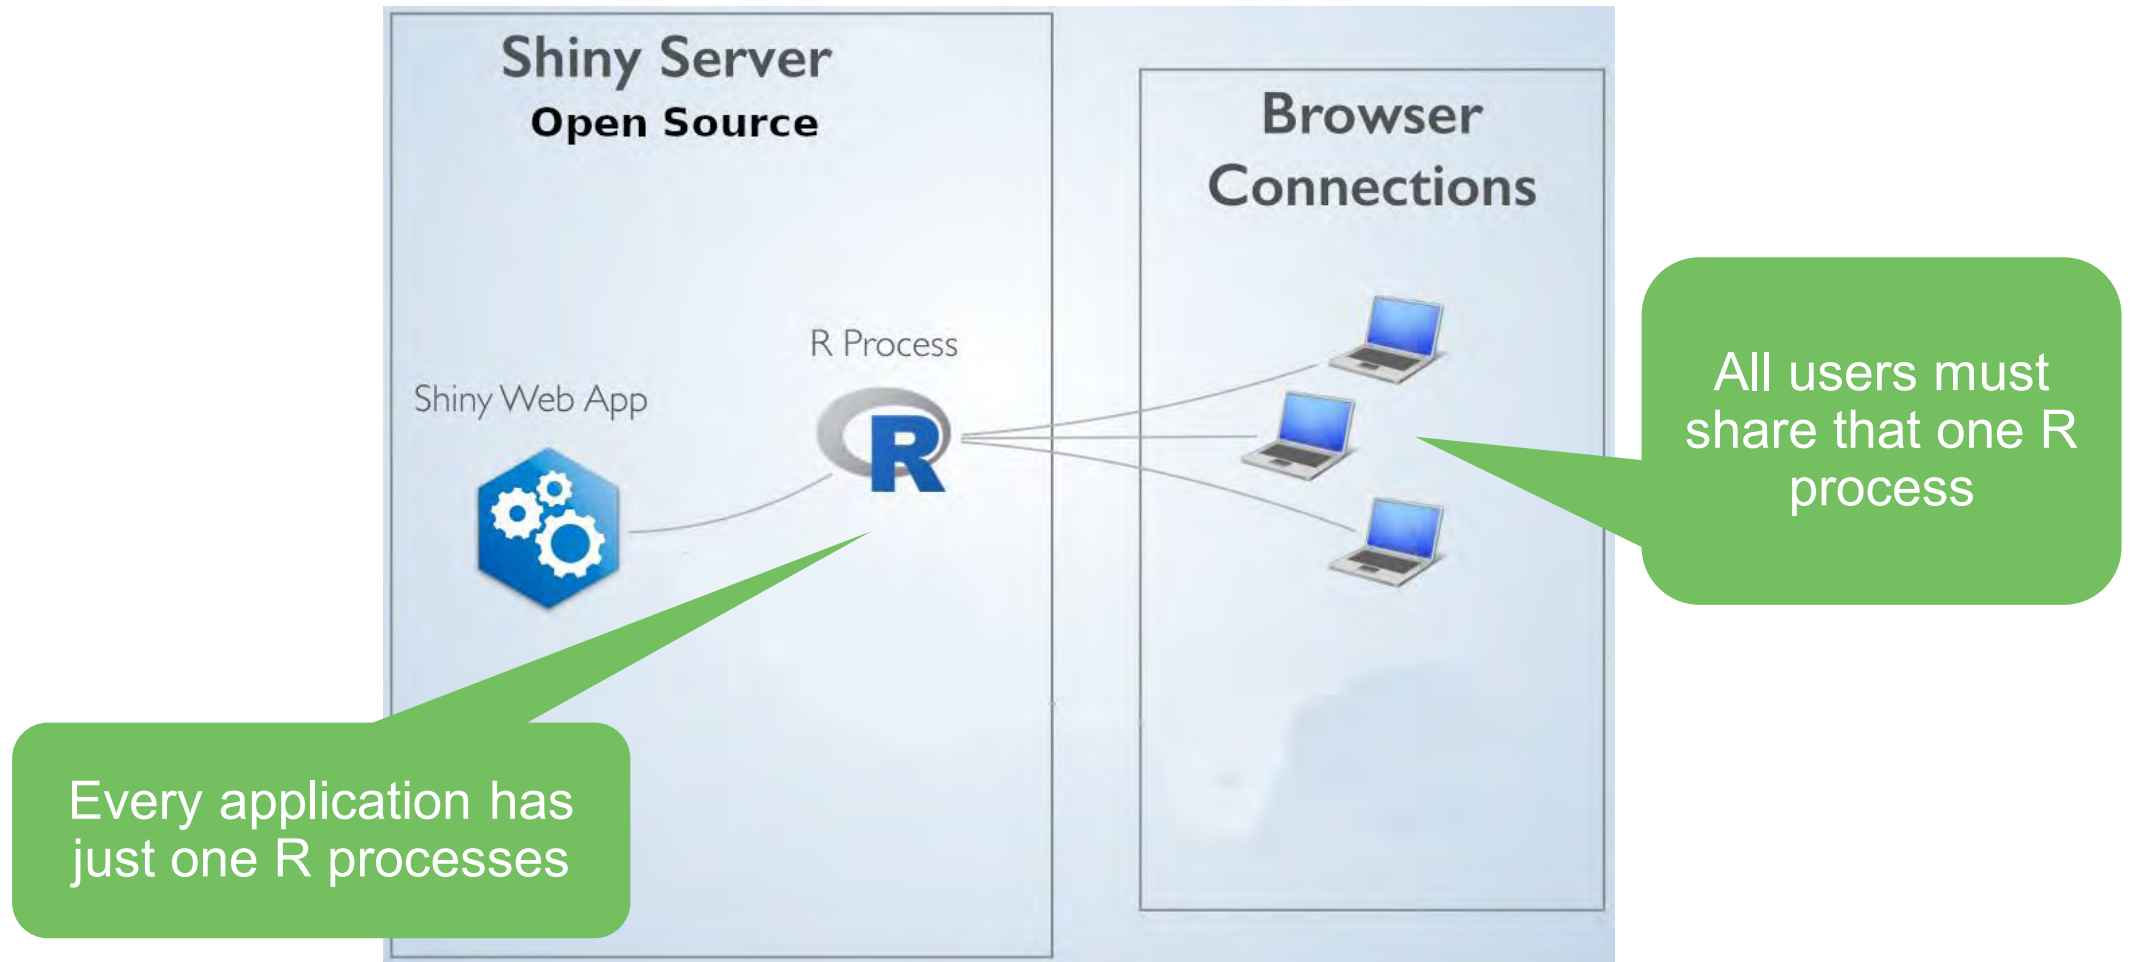 Shiny Server
Open Source
Browser
Connections
R Process
Shiny Web App
R
All users must
share that one R
process
Every application has
just one R processes